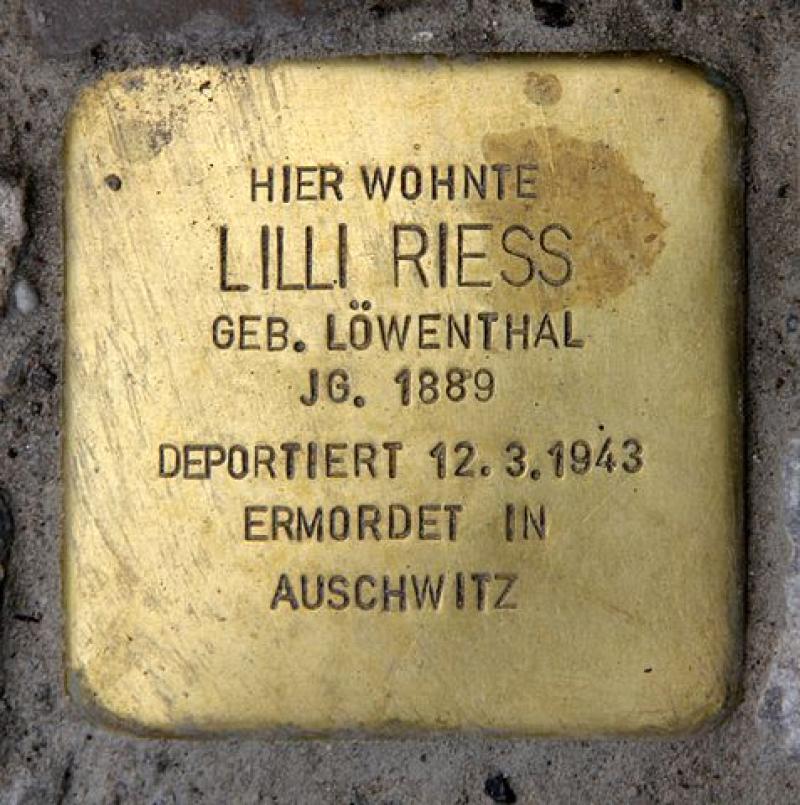 HIER WOHNTE
LILLI RIESS
GEB. LÖWENTHAL
JG. 1889
DEPORTIERT 12.3.1943
ERMORDET IN
AUSCHWITZ